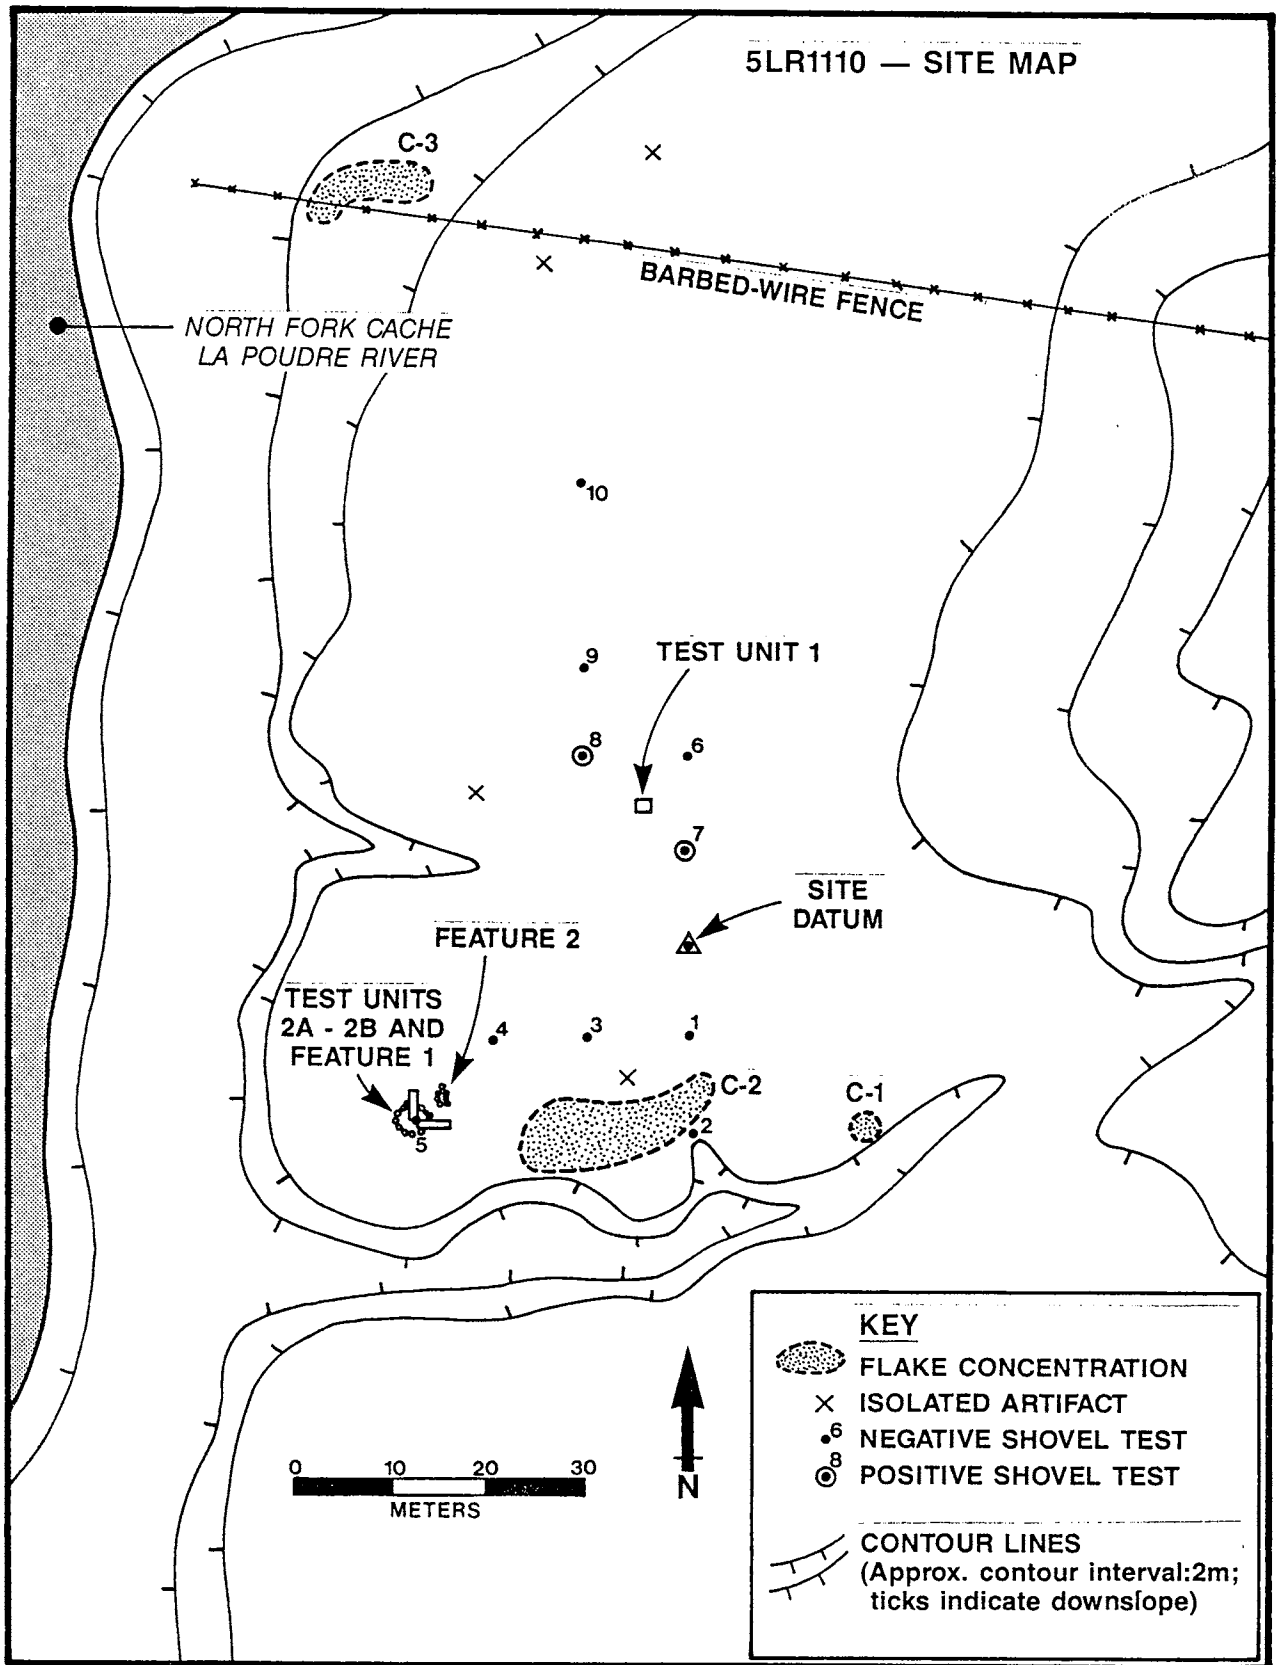 5LR1110 — SITE MAP
C-3
BARBED-WIRE FENCE
NORTH FORK CACHE
LA POUDRE RIVER
10
9
TEST UNIT 1
8
6
7
SITE
DATUM
FEATURE 2
TEST UNITS
2A - 2B AND
FEATURE 1
4
3
1
C-2
C-1
2
5
KEY
FLAKE CONCENTRATION
ISOLATED ARTIFACT
6 NEGATIVE SHOVEL TEST
8 POSITIVE SHOVEL TEST
CONTOUR LINES
(Approx. contour interval:2m;
ticks indicate downslope)
0 10 20 30
METERS
N